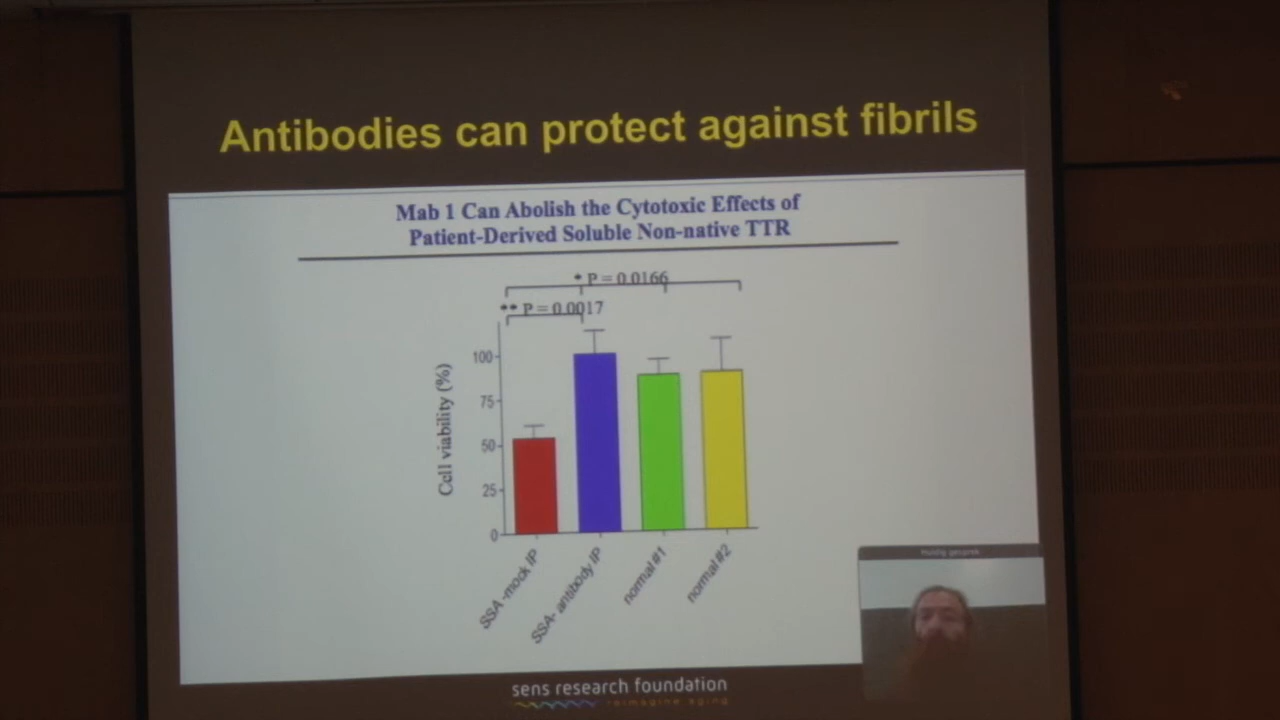 Antibodies can protect against fibrils
Mab 1 Can Abolish the Cytotoxic Effects of
Patient-Derived Soluble Non-native TTR
* P = 0.0166
** P = 0.0017
Cell viability (%)
100
75
50
25
0
SSA -mock IP
SSA- antibody IP
normal #1
normal #2
sens research foundation
reimagine aging